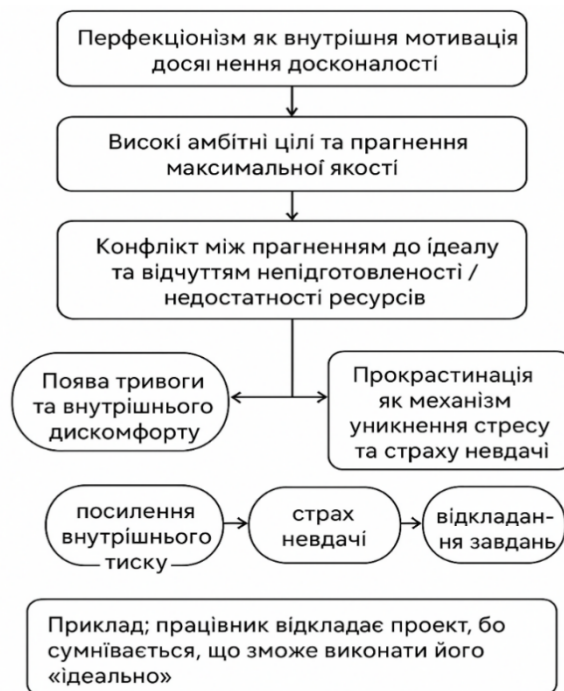 Перфекціонізм як внутрішня мотивація
досяі нення досконалості
Високі амбітні цілі та прагнення
максимальної якості
Конфлікт між прагненням до ідеалу
та відчуттям непідготовленості /
недостатності ресурсів
Поява тривоги
та внутрішнього
дискомфорту
Прокрастинація
як механізм
уникнення стресу
та страху невдачі
посилення
внутрішнього
тиску
страх
невдачі
відкладан-
ня завдань
Приклад; працівник відкладає проект, бо
сумнївається, що зможе виконати його
«ідеально»